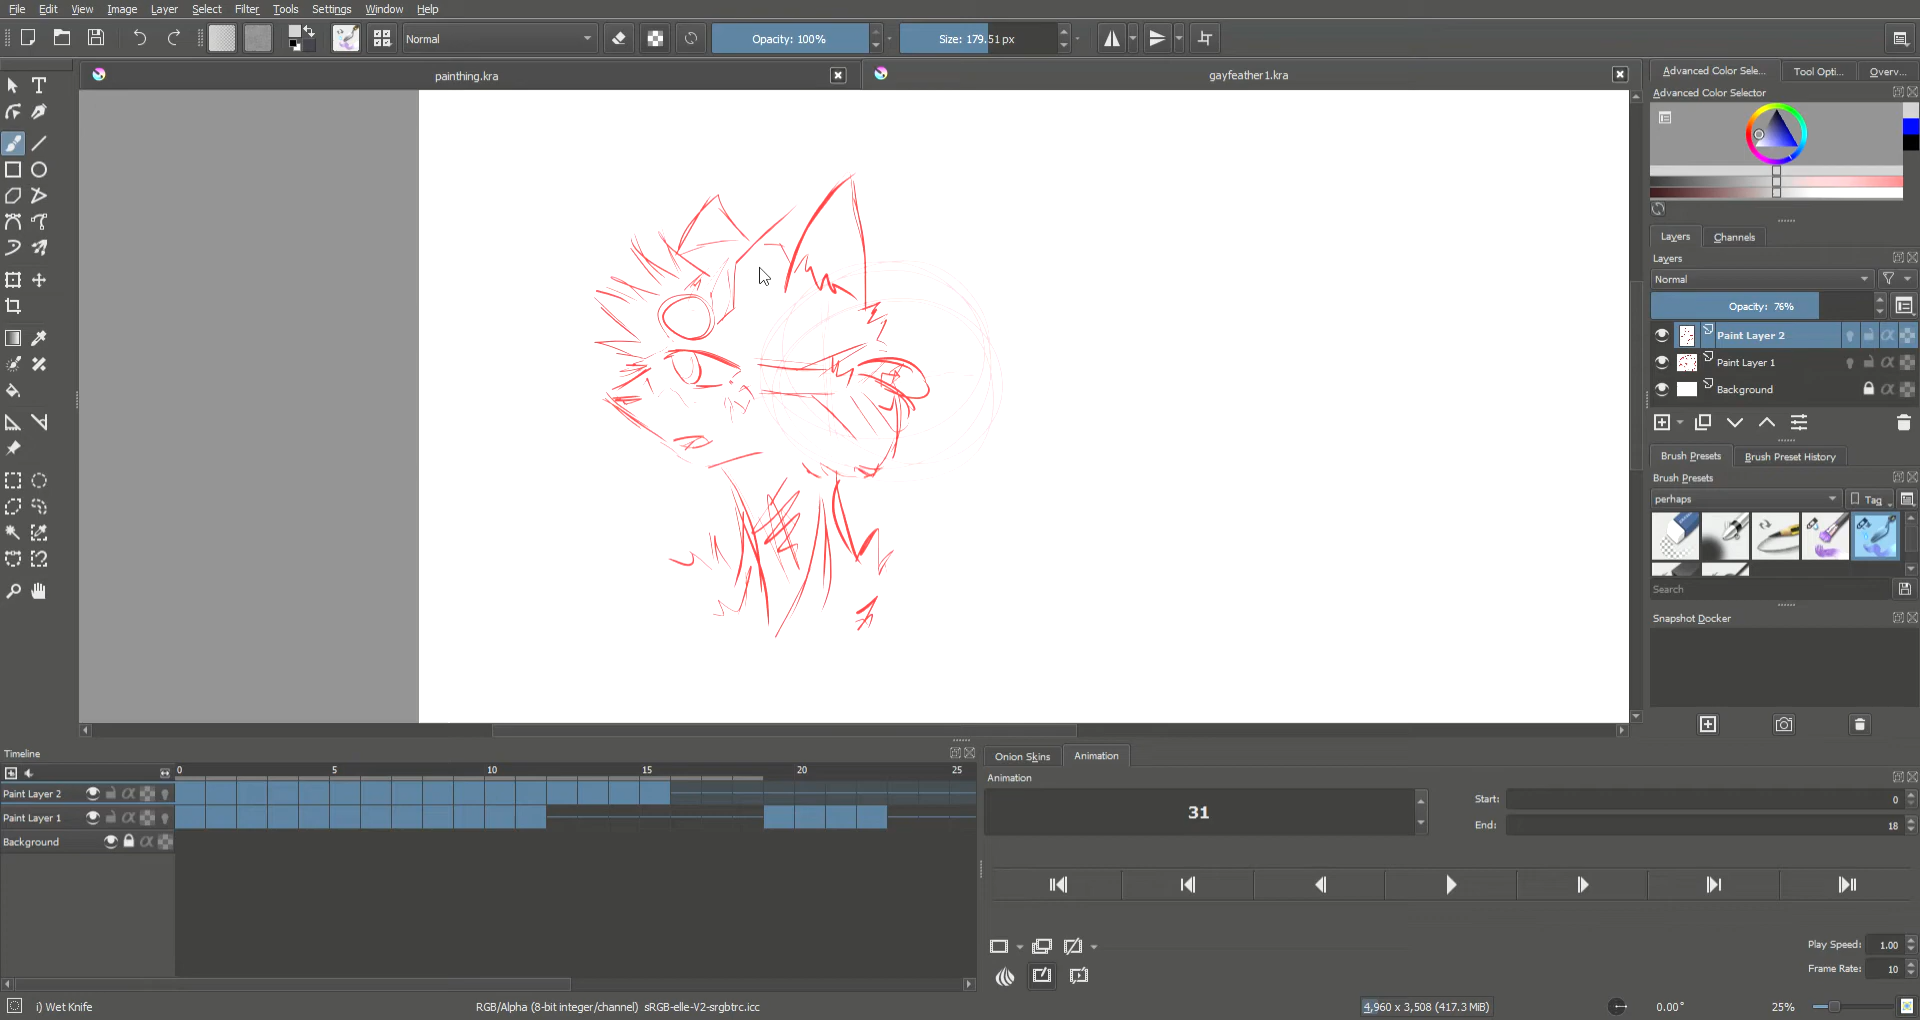 File Edit View Image Layer Select Filter Tools Settings Window Help
Normal
Opacity: 100%
Size: 179.51 px
painthing.kra
gayfeather1.kra
Advanced Color Sele...
Tool Opti...
Overv...
Advanced Color Selector
Layers
Channels
Layers
Normal
Opacity: 76%
Paint Layer 2
Paint Layer 1
Background
Brush Presets
Brush Preset History
Brush Presets
perhaps
Tag
Search
Snapshot Docker
Timeline
0 5 10 15 20 25
Paint Layer 2
Paint Layer 1
Background
Onion Skins
Animation
Animation
31
Start: 0
End: 18
Play Speed: 1.00
Frame Rate: 10
i) Wet Knife
RGB/Alpha (8-bit integer/channel) sRGB-elle-V2-srgbtrc.icc
4,960 x 3,508 (417.3 MiB)
0.00°
25%